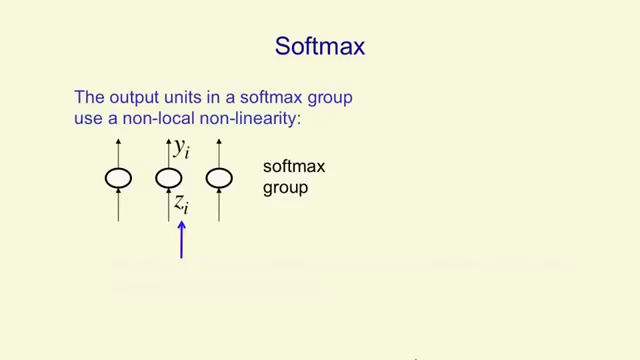 Softmax
The output units in a softmax group
use a non-local non-linearity:
yᵢ
softmax
group
zᵢ